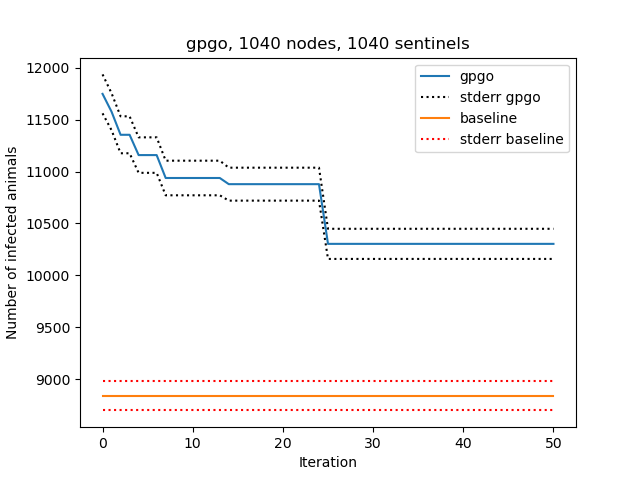 gpgo, 1040 nodes, 1040 sentinels
12000
11500
11000
10500
10000
9500
9000
Number of infected animals
gpgo
stderr gpgo
baseline
stderr baseline
0 10 20 30 40 50
Iteration